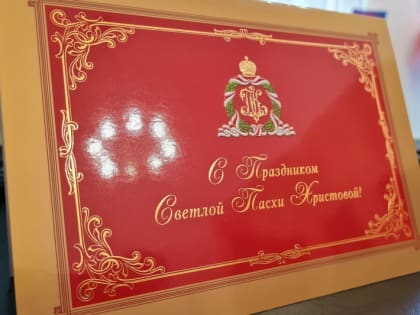 С Праздником
Светлой Пасхи Христовой!